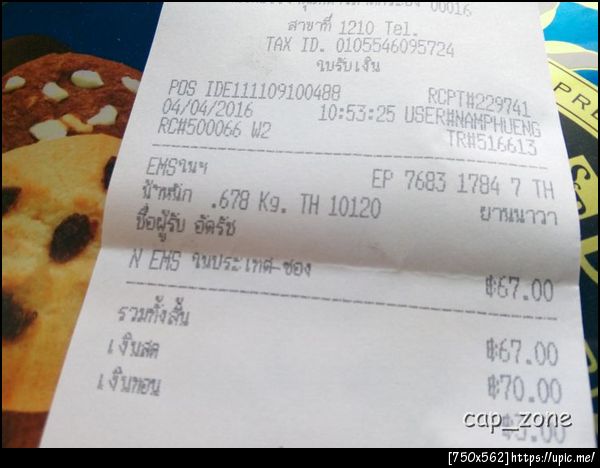 00016
สาขาที่ 1210 Tel.
TAX ID. 0105546095724
ใบรับเงิน
POS IDE111109100488 RCPT#229741
04/04/2016 10:53:25 USER#NAMPHUENG
RC#500066 W2 TR#516613
EMSในฯ EP 7683 1784 7 TH
น้ำหนัก .678 Kg. TH 10120 ยานนาวา
ชื่อผู้รับ อัครัช
N EMS ในประเทศ-ซอง ฿67.00
รวมทั้งสิ้น ฿67.00
เงินสด ฿70.00
เงินทอน ฿3.00
cap_zone
[750x562]https://upic.me/